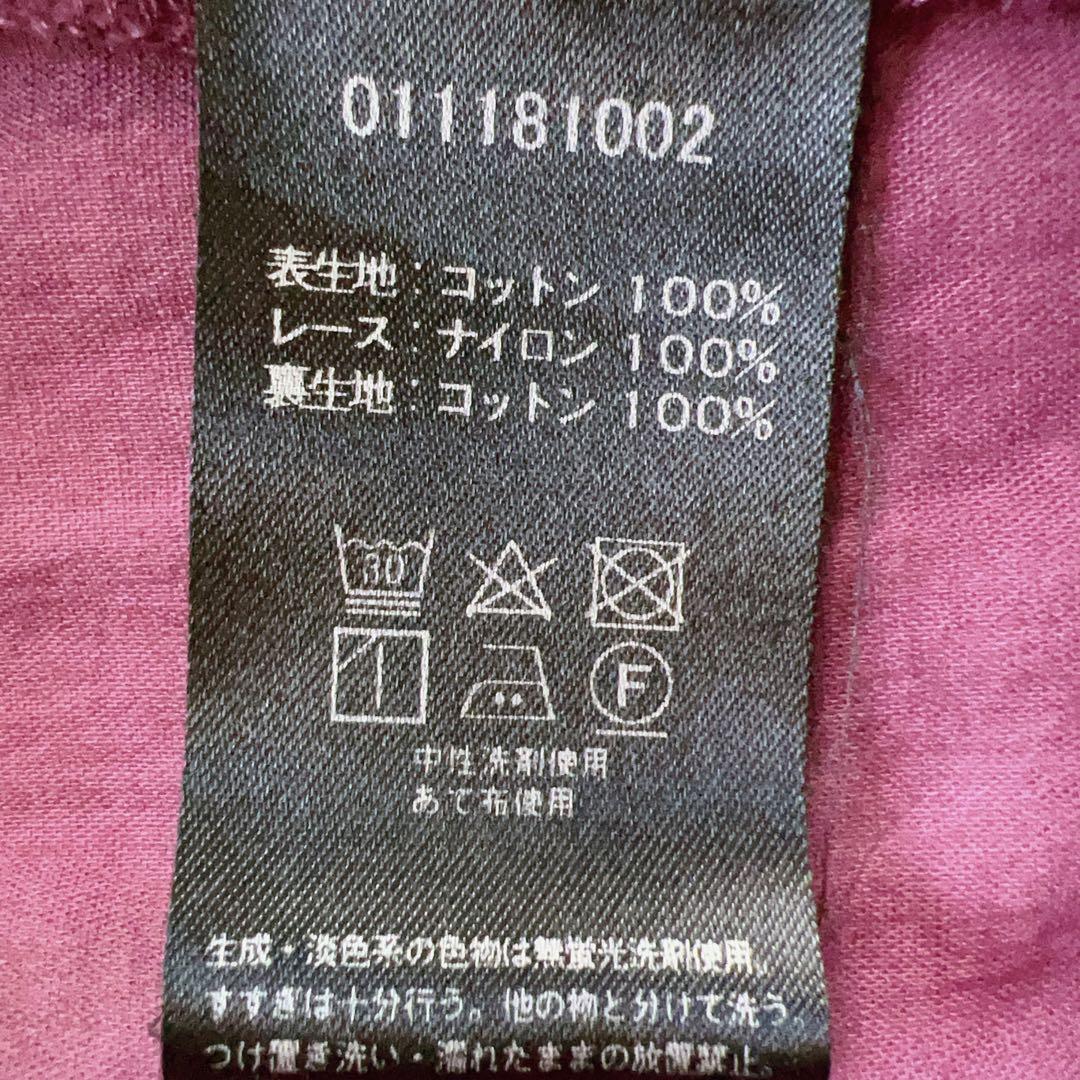 011181002
表生地：コットン 100%
レース：ナイロン 100%
裏生地：コットン 100%
30
F
中性洗剤使用
あて布使用
生成・淡色系の色物は無蛍光洗剤使用。
すすぎは十分行う。他の物と分けて洗う。
つけ置き洗い・濡れたままの放置禁止。